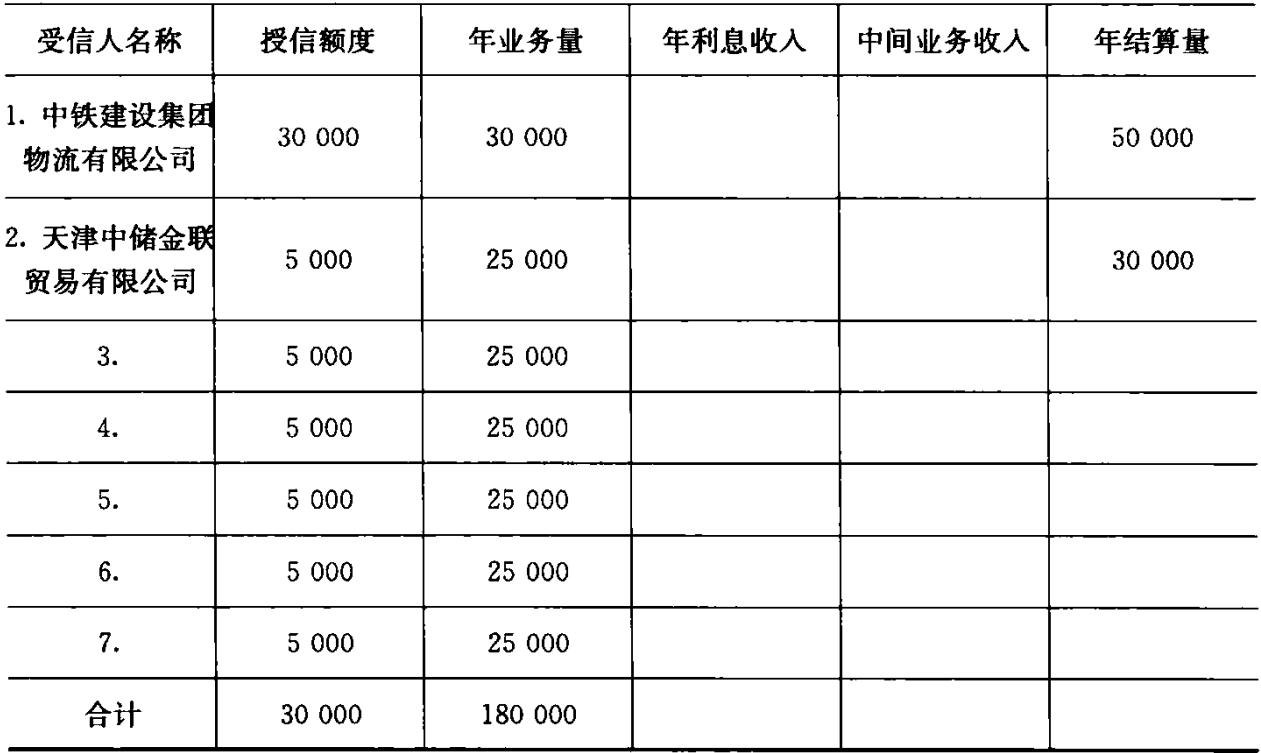 受信人名称 授信额度 年业务量 年利息收入 中间业务收入 年结算量
1. 中铁建设集团
物流有限公司 30 000 30 000 50 000
2. 天津中储金联
贸易有限公司 5 000 25 000 30 000
3. 5 000 25 000
4. 5 000 25 000
5. 5 000 25 000
6. 5 000 25 000
7. 5 000 25 000
合计 30 000 180 000